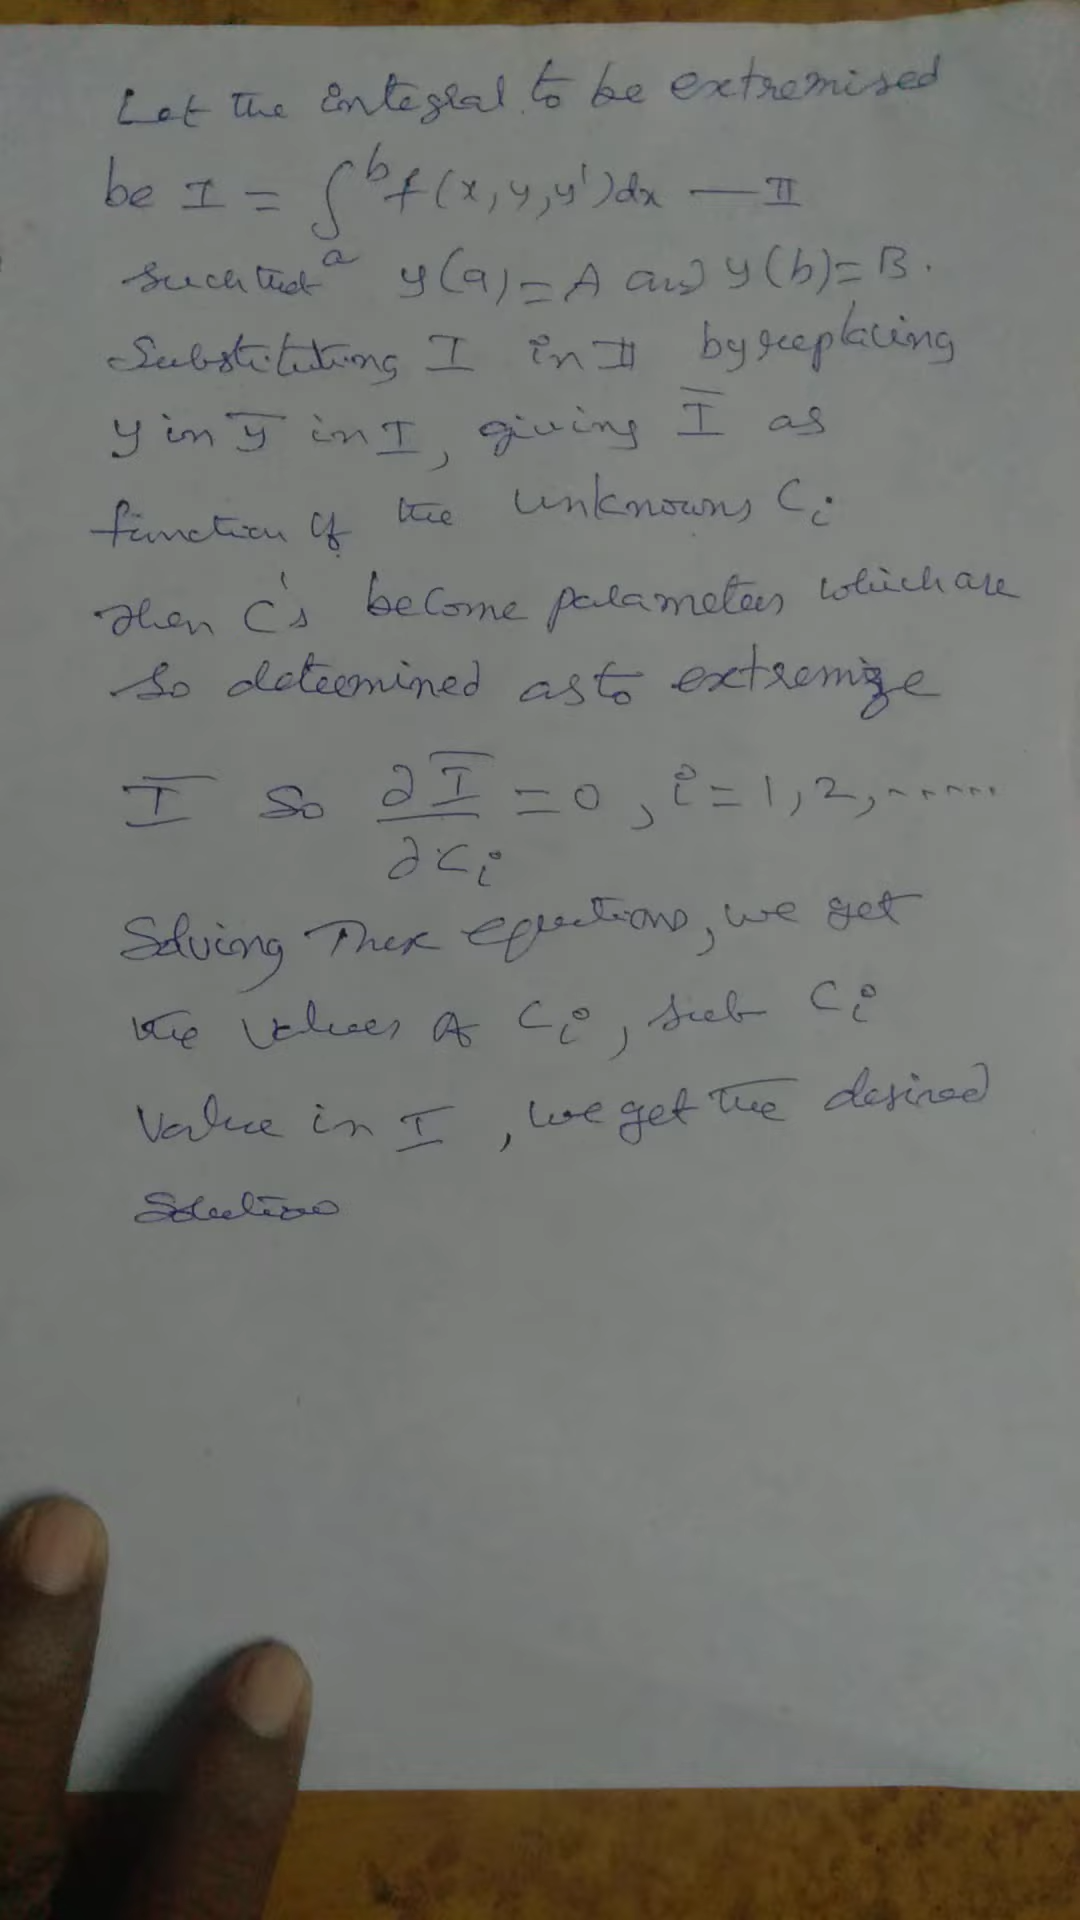 Let the integral to be extremised
be I = ∫ₐᵇ f(x, y, y')dx — II
such that y(a) = A and y(b) = B.
Substituting I in II by replacing
y in y̅ in I, giving I̅ as
function of the unknowns Cᵢ
then C's become parameters which are
so determined as to extremize
I̅ so ∂I̅/∂Cᵢ = 0, i = 1, 2, ......
Solving these equations, we get
the values of Cᵢ, sub Cᵢ
value in I, we get the desired
solution